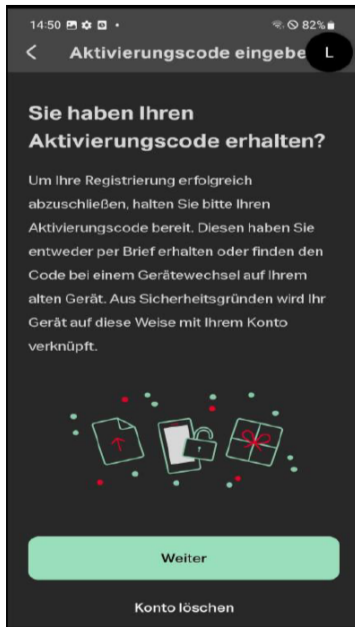 14:50
82%
Aktivierungscode eingebe
L
Sie haben Ihren
Aktivierungscode erhalten?
Um Ihre Registrierung erfolgreich
abzuschließen, halten Sie bitte Ihren
Aktivierungscode bereit. Diesen haben Sie
entweder per Brief erhalten oder finden den
Code bei einem Gerätewechsel auf Ihrem
alten Gerät. Aus Sicherheitsgründen wird Ihr
Gerät auf diese Weise mit Ihrem Konto
verknüpft.
Weiter
Konto löschen